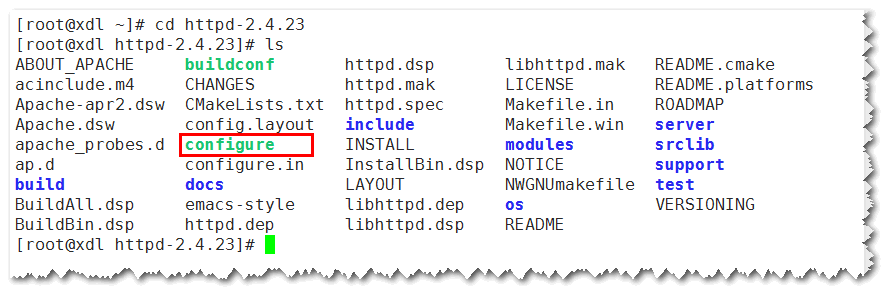 [root@xdl ~]# cd httpd-2.4.23
[root@xdl httpd-2.4.23]# ls
ABOUT_APACHE buildconf httpd.dsp libhttpd.mak README.cmake
acinclude.m4 CHANGES httpd.mak LICENSE README.platforms
Apache-apr2.dsw CMakeLists.txt httpd.spec Makefile.in ROADMAP
Apache.dsw config.layout include Makefile.win server
apache_probes.d configure INSTALL modules srclib
ap.d configure.in InstallBin.dsp NOTICE support
build docs LAYOUT NWGNUmakefile test
BuildAll.dsp emacs-style libhttpd.dep os VERSIONING
BuildBin.dsp httpd.dep libhttpd.dsp README
[root@xdl httpd-2.4.23]#